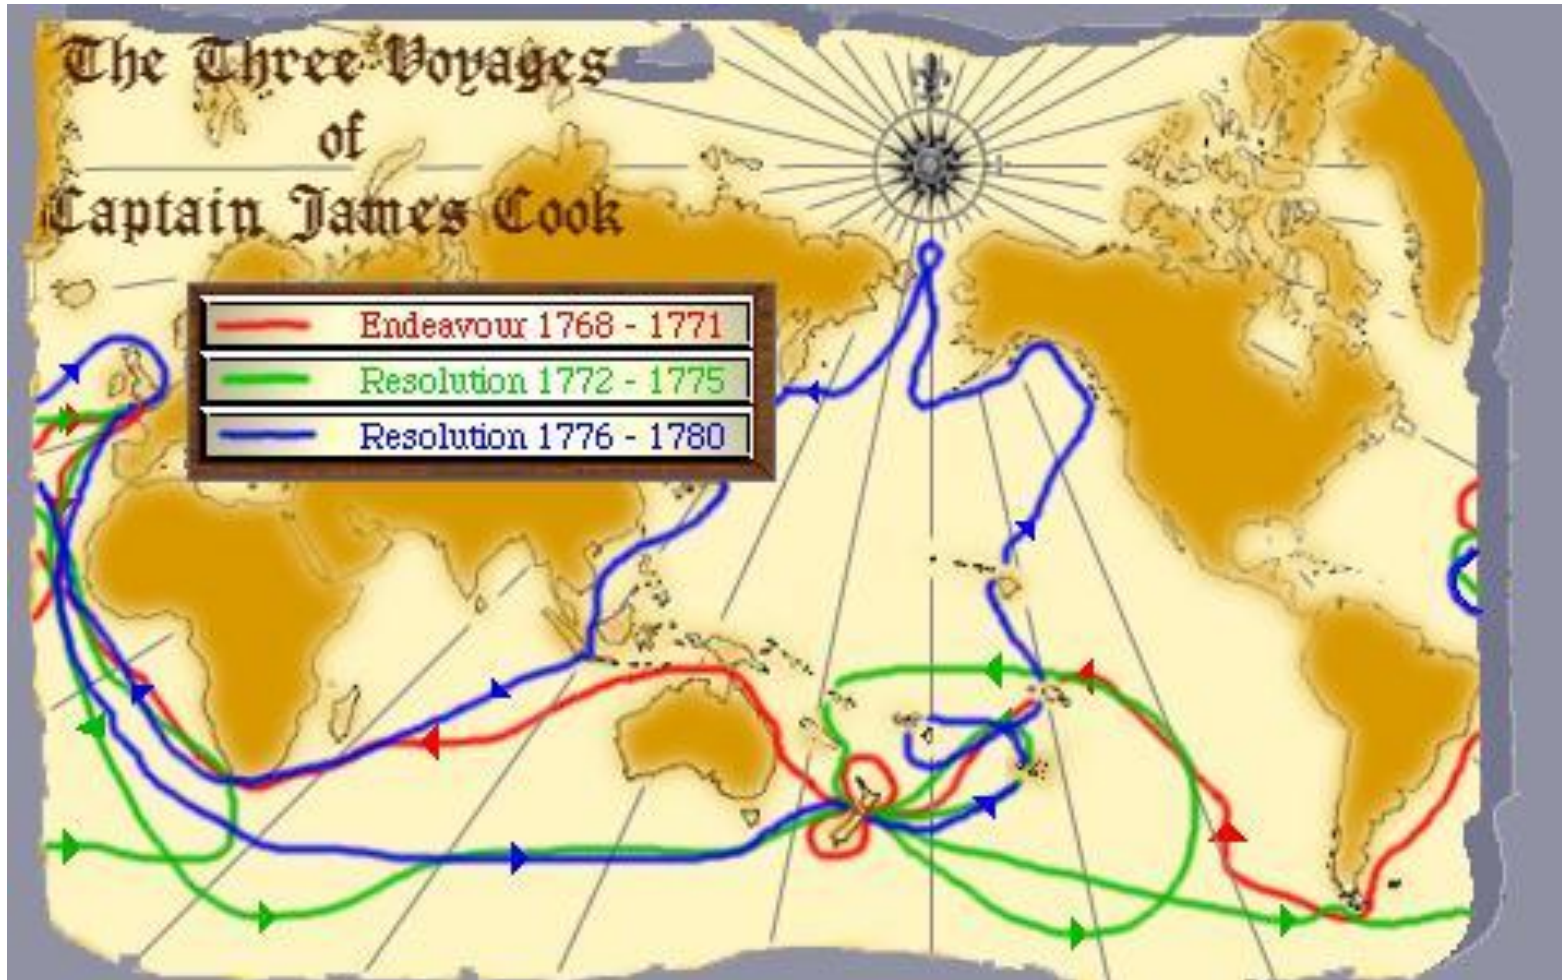 The Three Voyages
of
Captain James Cook
Endeavour 1768 - 1771
Resolution 1772 - 1775
Resolution 1776 - 1780